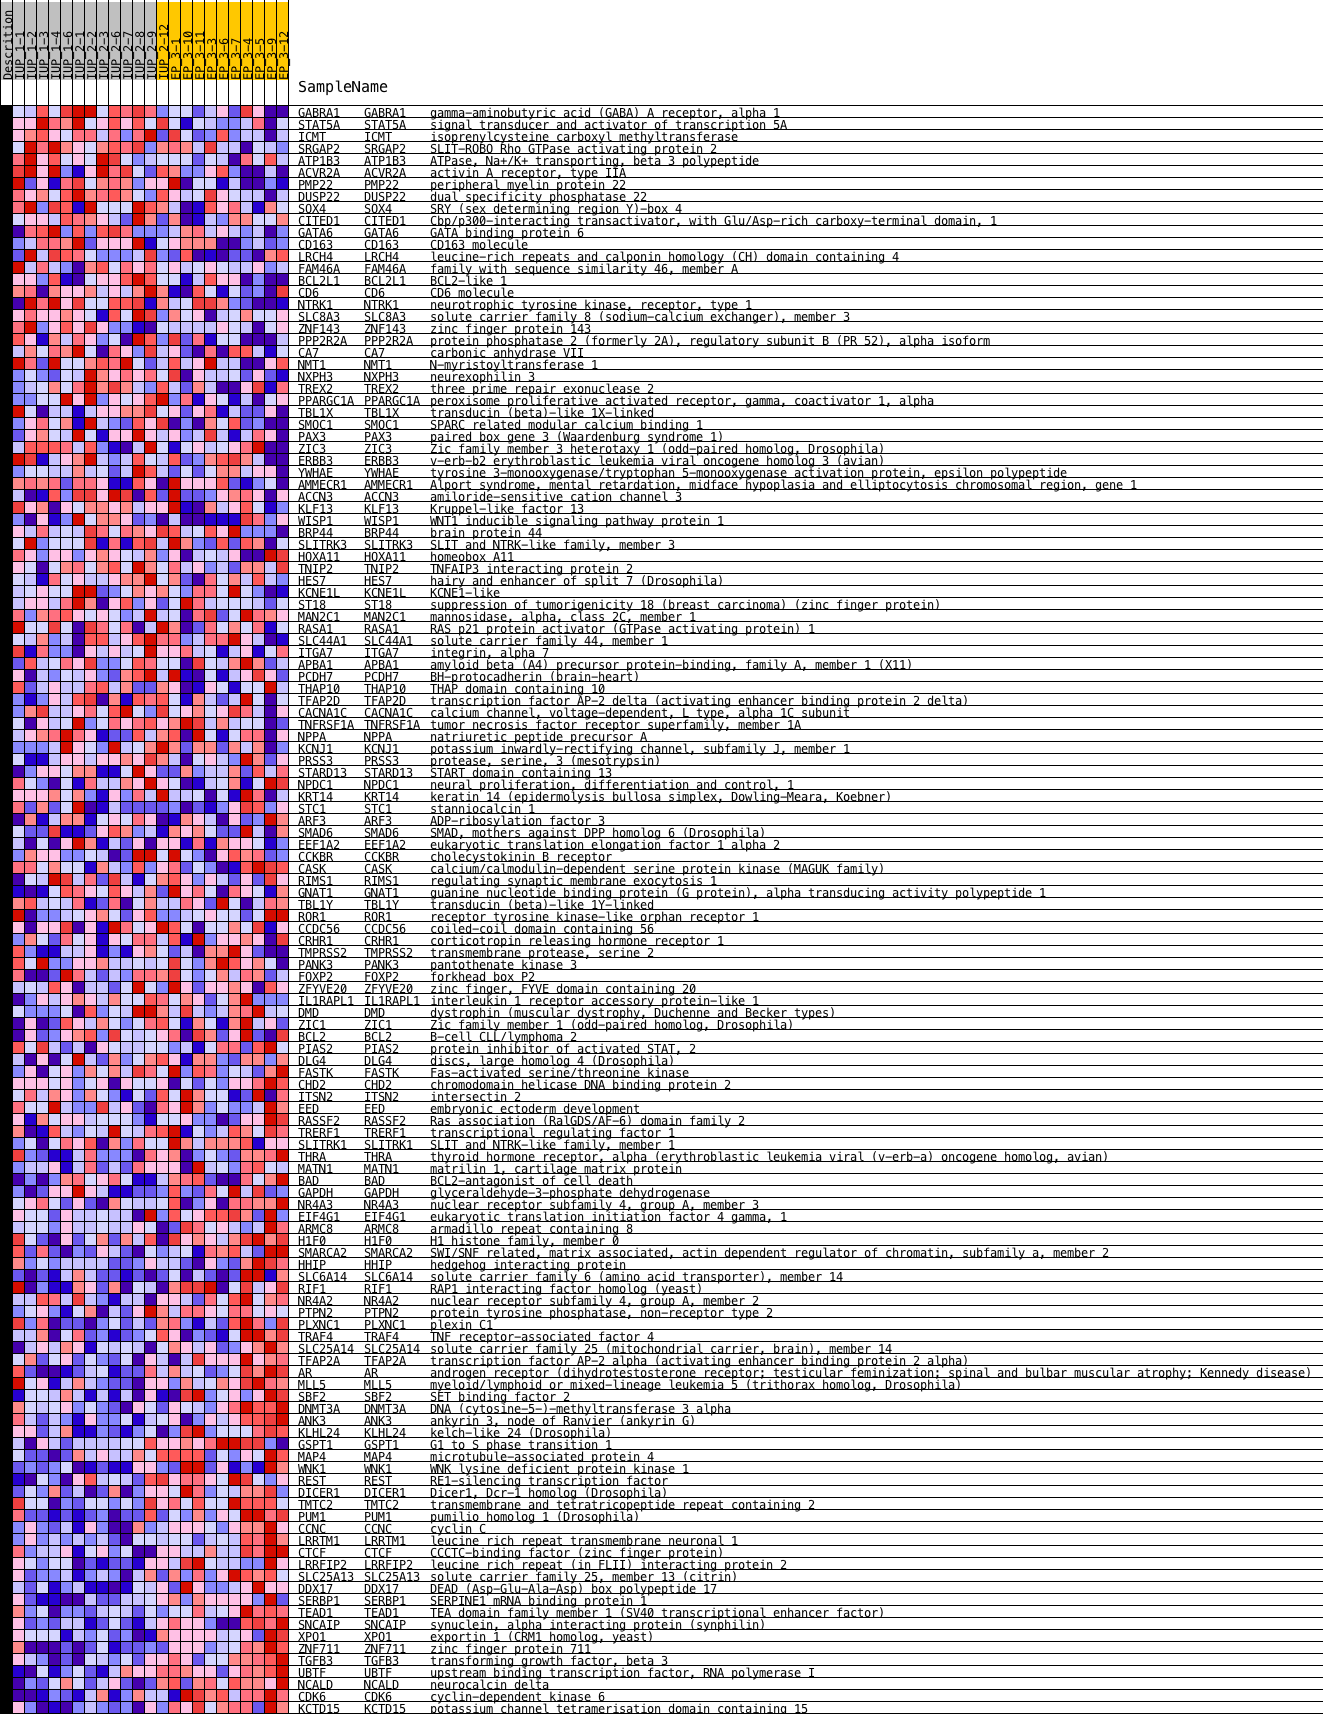 Descrition
IUP_1-1
IUP_1-2
IUP_1-3
IUP_1-4
IUP_1-6
IUP_2-1
IUP_2-2
IUP_2-3
IUP_2-6
IUP_2-7
IUP_2-8
IUP_2-9
IUP_2-12
EP_3-1
EP_3-10
EP_3-11
EP_3-3
EP_3-6
EP_3-7
EP_3-4
EP_3-5
EP_3-9
EP_3-12
SampleName
GABRA1 GABRA1 gamma-aminobutyric acid (GABA) A receptor, alpha 1
STAT5A STAT5A signal transducer and activator of transcription 5A
ICMT ICMT isoprenylcysteine carboxyl methyltransferase
SRGAP2 SRGAP2 SLIT-ROBO Rho GTPase activating protein 2
ATP1B3 ATP1B3 ATPase, Na+/K+ transporting, beta 3 polypeptide
ACVR2A ACVR2A activin A receptor, type IIA
PMP22 PMP22 peripheral myelin protein 22
DUSP22 DUSP22 dual specificity phosphatase 22
SOX4 SOX4 SRY (sex determining region Y)-box 4
CITED1 CITED1 Cbp/p300-interacting transactivator, with Glu/Asp-rich carboxy-terminal domain, 1
GATA6 GATA6 GATA binding protein 6
CD163 CD163 CD163 molecule
LRCH4 LRCH4 leucine-rich repeats and calponin homology (CH) domain containing 4
FAM46A FAM46A family with sequence similarity 46, member A
BCL2L1 BCL2L1 BCL2-like 1
CD6 CD6 CD6 molecule
NTRK1 NTRK1 neurotrophic tyrosine kinase, receptor, type 1
SLC8A3 SLC8A3 solute carrier family 8 (sodium-calcium exchanger), member 3
ZNF143 ZNF143 zinc finger protein 143
PPP2R2A PPP2R2A protein phosphatase 2 (formerly 2A), regulatory subunit B (PR 52), alpha isoform
CA7 CA7 carbonic anhydrase VII
NMT1 NMT1 N-myristoyltransferase 1
NXPH3 NXPH3 neurexophilin 3
TREX2 TREX2 three prime repair exonuclease 2
PPARGC1A PPARGC1A peroxisome proliferative activated receptor, gamma, coactivator 1, alpha
TBL1X TBL1X transducin (beta)-like 1X-linked
SMOC1 SMOC1 SPARC related modular calcium binding 1
PAX3 PAX3 paired box gene 3 (Waardenburg syndrome 1)
ZIC3 ZIC3 Zic family member 3 heterotaxy 1 (odd-paired homolog, Drosophila)
ERBB3 ERBB3 v-erb-b2 erythroblastic leukemia viral oncogene homolog 3 (avian)
YWHAE YWHAE tyrosine 3-monooxygenase/tryptophan 5-monooxygenase activation protein, epsilon polypeptide
AMMECR1 AMMECR1 Alport syndrome, mental retardation, midface hypoplasia and elliptocytosis chromosomal region, gene 1
ACCN3 ACCN3 amiloride-sensitive cation channel 3
KLF13 KLF13 Kruppel-like factor 13
WISP1 WISP1 WNT1 inducible signaling pathway protein 1
BRP44 BRP44 brain protein 44
SLITRK3 SLITRK3 SLIT and NTRK-like family, member 3
HOXA11 HOXA11 homeobox A11
TNIP2 TNIP2 TNFAIP3 interacting protein 2
HES7 HES7 hairy and enhancer of split 7 (Drosophila)
KCNE1L KCNE1L KCNE1-like
ST18 ST18 suppression of tumorigenicity 18 (breast carcinoma) (zinc finger protein)
MAN2C1 MAN2C1 mannosidase, alpha, class 2C, member 1
RASA1 RASA1 RAS p21 protein activator (GTPase activating protein) 1
SLC44A1 SLC44A1 solute carrier family 44, member 1
ITGA7 ITGA7 integrin, alpha 7
APBA1 APBA1 amyloid beta (A4) precursor protein-binding, family A, member 1 (X11)
PCDH7 PCDH7 BH-protocadherin (brain-heart)
THAP10 THAP10 THAP domain containing 10
TFAP2D TFAP2D transcription factor AP-2 delta (activating enhancer binding protein 2 delta)
CACNA1C CACNA1C calcium channel, voltage-dependent, L type, alpha 1C subunit
TNFRSF1A TNFRSF1A tumor necrosis factor receptor superfamily, member 1A
NPPA NPPA natriuretic peptide precursor A
KCNJ1 KCNJ1 potassium inwardly-rectifying channel, subfamily J, member 1
PRSS3 PRSS3 protease, serine, 3 (mesotrypsin)
STARD13 STARD13 START domain containing 13
NPDC1 NPDC1 neural proliferation, differentiation and control, 1
KRT14 KRT14 keratin 14 (epidermolysis bullosa simplex, Dowling-Meara, Koebner)
STC1 STC1 stanniocalcin 1
ARF3 ARF3 ADP-ribosylation factor 3
SMAD6 SMAD6 SMAD, mothers against DPP homolog 6 (Drosophila)
EEF1A2 EEF1A2 eukaryotic translation elongation factor 1 alpha 2
CCKBR CCKBR cholecystokinin B receptor
CASK CASK calcium/calmodulin-dependent serine protein kinase (MAGUK family)
RIMS1 RIMS1 regulating synaptic membrane exocytosis 1
GNAT1 GNAT1 guanine nucleotide binding protein (G protein), alpha transducing activity polypeptide 1
TBL1Y TBL1Y transducin (beta)-like 1Y-linked
ROR1 ROR1 receptor tyrosine kinase-like orphan receptor 1
CCDC56 CCDC56 coiled-coil domain containing 56
CRHR1 CRHR1 corticotropin releasing hormone receptor 1
TMPRSS2 TMPRSS2 transmembrane protease, serine 2
PANK3 PANK3 pantothenate kinase 3
FOXP2 FOXP2 forkhead box P2
ZFYVE20 ZFYVE20 zinc finger, FYVE domain containing 20
IL1RAPL1 IL1RAPL1 interleukin 1 receptor accessory protein-like 1
DMD DMD dystrophin (muscular dystrophy, Duchenne and Becker types)
ZIC1 ZIC1 Zic family member 1 (odd-paired homolog, Drosophila)
BCL2 BCL2 B-cell CLL/lymphoma 2
PIAS2 PIAS2 protein inhibitor of activated STAT, 2
DLG4 DLG4 discs, large homolog 4 (Drosophila)
FASTK FASTK Fas-activated serine/threonine kinase
CHD2 CHD2 chromodomain helicase DNA binding protein 2
ITSN2 ITSN2 intersectin 2
EED EED embryonic ectoderm development
RASSF2 RASSF2 Ras association (RalGDS/AF-6) domain family 2
TRERF1 TRERF1 transcriptional regulating factor 1
SLITRK1 SLITRK1 SLIT and NTRK-like family, member 1
THRA THRA thyroid hormone receptor, alpha (erythroblastic leukemia viral (v-erb-a) oncogene homolog, avian)
MATN1 MATN1 matrilin 1, cartilage matrix protein
BAD BAD BCL2-antagonist of cell death
GAPDH GAPDH glyceraldehyde-3-phosphate dehydrogenase
NR4A3 NR4A3 nuclear receptor subfamily 4, group A, member 3
EIF4G1 EIF4G1 eukaryotic translation initiation factor 4 gamma, 1
ARMC8 ARMC8 armadillo repeat containing 8
H1F0 H1F0 H1 histone family, member 0
SMARCA2 SMARCA2 SWI/SNF related, matrix associated, actin dependent regulator of chromatin, subfamily a, member 2
HHIP HHIP hedgehog interacting protein
SLC6A14 SLC6A14 solute carrier family 6 (amino acid transporter), member 14
RIF1 RIF1 RAP1 interacting factor homolog (yeast)
NR4A2 NR4A2 nuclear receptor subfamily 4, group A, member 2
PTPN2 PTPN2 protein tyrosine phosphatase, non-receptor type 2
PLXNC1 PLXNC1 plexin C1
TRAF4 TRAF4 TNF receptor-associated factor 4
SLC25A14 SLC25A14 solute carrier family 25 (mitochondrial carrier, brain), member 14
TFAP2A TFAP2A transcription factor AP-2 alpha (activating enhancer binding protein 2 alpha)
AR AR androgen receptor (dihydrotestosterone receptor; testicular feminization; spinal and bulbar muscular atrophy; Kennedy disease)
MLL5 MLL5 myeloid/lymphoid or mixed-lineage leukemia 5 (trithorax homolog, Drosophila)
SBF2 SBF2 SET binding factor 2
DNMT3A DNMT3A DNA (cytosine-5-)-methyltransferase 3 alpha
ANK3 ANK3 ankyrin 3, node of Ranvier (ankyrin G)
KLHL24 KLHL24 kelch-like 24 (Drosophila)
GSPT1 GSPT1 G1 to S phase transition 1
MAP4 MAP4 microtubule-associated protein 4
WNK1 WNK1 WNK lysine deficient protein kinase 1
REST REST RE1-silencing transcription factor
DICER1 DICER1 Dicer1, Dcr-1 homolog (Drosophila)
TMTC2 TMTC2 transmembrane and tetratricopeptide repeat containing 2
PUM1 PUM1 pumilio homolog 1 (Drosophila)
CCNC CCNC cyclin C
LRRTM1 LRRTM1 leucine rich repeat transmembrane neuronal 1
CTCF CTCF CCCTC-binding factor (zinc finger protein)
LRRFIP2 LRRFIP2 leucine rich repeat (in FLII) interacting protein 2
SLC25A13 SLC25A13 solute carrier family 25, member 13 (citrin)
DDX17 DDX17 DEAD (Asp-Glu-Ala-Asp) box polypeptide 17
SERBP1 SERBP1 SERPINE1 mRNA binding protein 1
TEAD1 TEAD1 TEA domain family member 1 (SV40 transcriptional enhancer factor)
SNCAIP SNCAIP synuclein, alpha interacting protein (synphilin)
XPO1 XPO1 exportin 1 (CRM1 homolog, yeast)
ZNF711 ZNF711 zinc finger protein 711
TGFB3 TGFB3 transforming growth factor, beta 3
UBTF UBTF upstream binding transcription factor, RNA polymerase I
NCALD NCALD neurocalcin delta
CDK6 CDK6 cyclin-dependent kinase 6
KCTD15 KCTD15 potassium channel tetramerisation domain containing 15